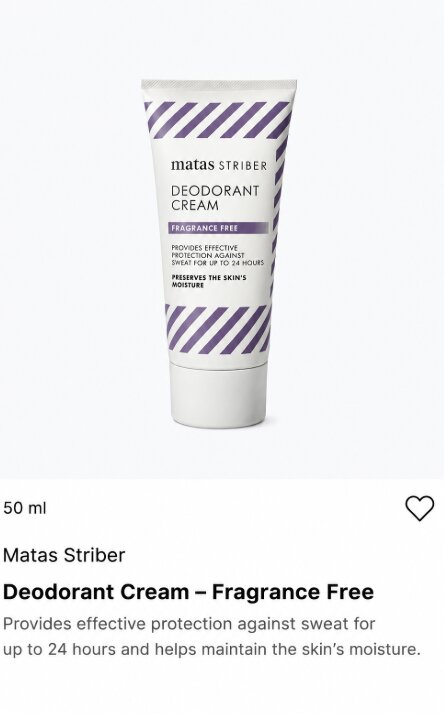 matas STRIBER
DEODORANT
CREAM
FRAGRANCE FREE
PROVIDES EFFECTIVE
PROTECTION AGAINST
SWEAT FOR UP TO 24 HOURS
PRESERVES THE SKIN'S
MOISTURE
50 ml
Matas Striber
Deodorant Cream – Fragrance Free
Provides effective protection against sweat for
up to 24 hours and helps maintain the skin’s moisture.